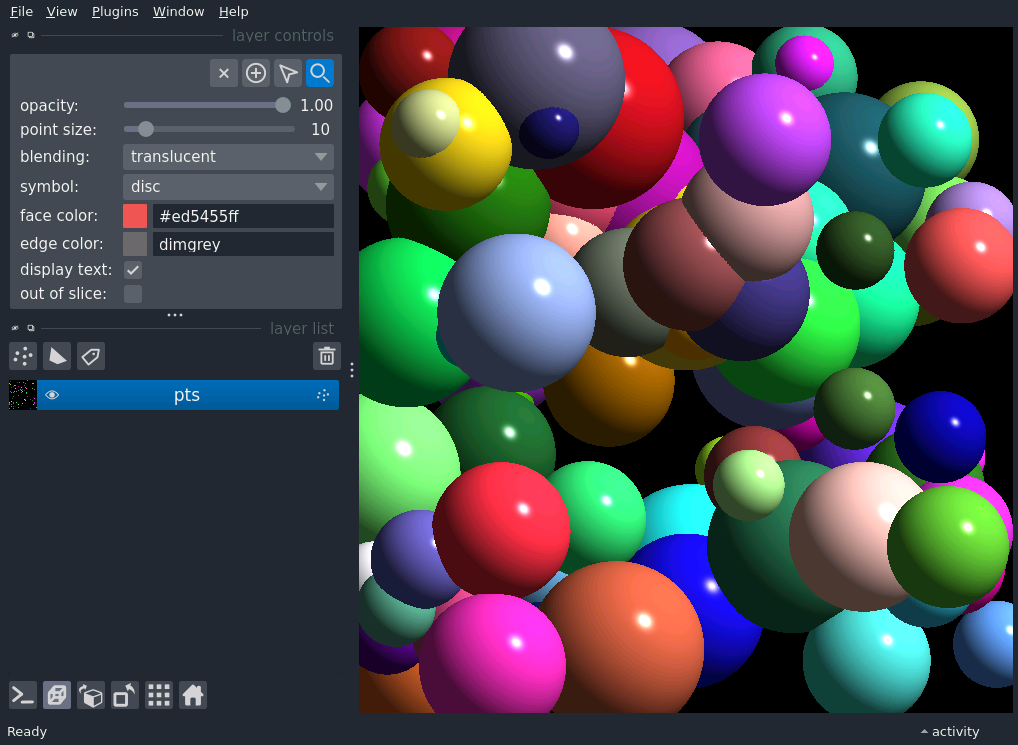 File View Plugins Window Help
layer controls
opacity: 1.00
point size: 10
blending: translucent
symbol: disc
face color: #ed5455ff
edge color: dimgrey
display text:
out of slice:
layer list
pts
Ready
activity